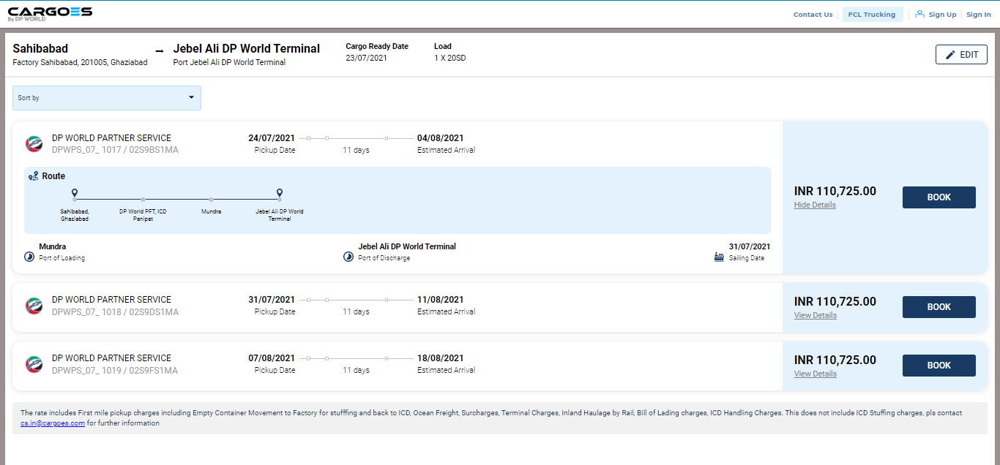 CARGOES
By DP WORLD
Contact Us
FCL Trucking
Sign Up
Sign In
Sahibabad
Factory Sahibabad, 201005, Ghaziabad
→
Jebel Ali DP World Terminal
Port Jebel Ali DP World Terminal
Cargo Ready Date
23/07/2021
Load
1 X 20SD
EDIT
Sort by
DP WORLD PARTNER SERVICE
DPWPS_07_ 1017 / 02S9BS1MA
24/07/2021
Pickup Date
11 days
04/08/2021
Estimated Arrival
Route
Sahibabad,
Ghaziabad
DP World PFT, ICD
Panipat
Mundra
Jebel Ali DP World
Terminal
Mundra
Port of Loading
Jebel Ali DP World Terminal
Port of Discharge
31/07/2021
Sailing Date
INR 110,725.00
Hide Details
BOOK
DP WORLD PARTNER SERVICE
DPWPS_07_ 1018 / 02S9DS1MA
31/07/2021
Pickup Date
11 days
11/08/2021
Estimated Arrival
INR 110,725.00
View Details
BOOK
DP WORLD PARTNER SERVICE
DPWPS_07_ 1019 / 02S9FS1MA
07/08/2021
Pickup Date
11 days
18/08/2021
Estimated Arrival
INR 110,725.00
View Details
BOOK
The rate includes First mile pickup charges including Empty Container Movement to Factory for stufffing and back to ICD, Ocean Freight, Surcharges, Terminal Charges, Inland Haulage by Rail, Bill of Lading charges, ICD Handling Charges. This does not include ICD Stuffing charges, pls contact
cs.in@cargoes.com for further information